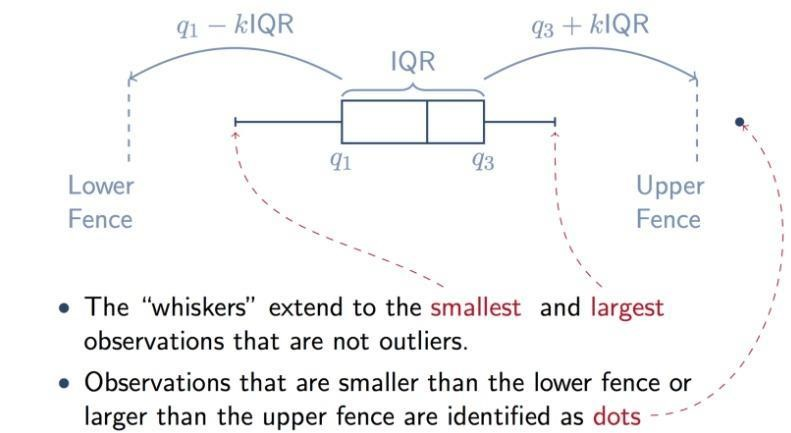 q₁ − kIQR
q₃ + kIQR
IQR
q₁
q₃
Lower
Fence
Upper
Fence
• The “whiskers” extend to the smallest and largest
observations that are not outliers.
• Observations that are smaller than the lower fence or
larger than the upper fence are identified as dots